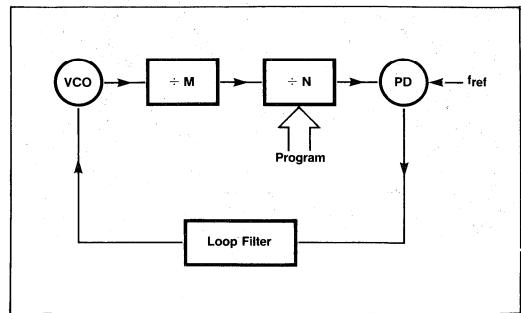 VCO
÷ M
÷ N
PD
fref
Program
Loop Filter